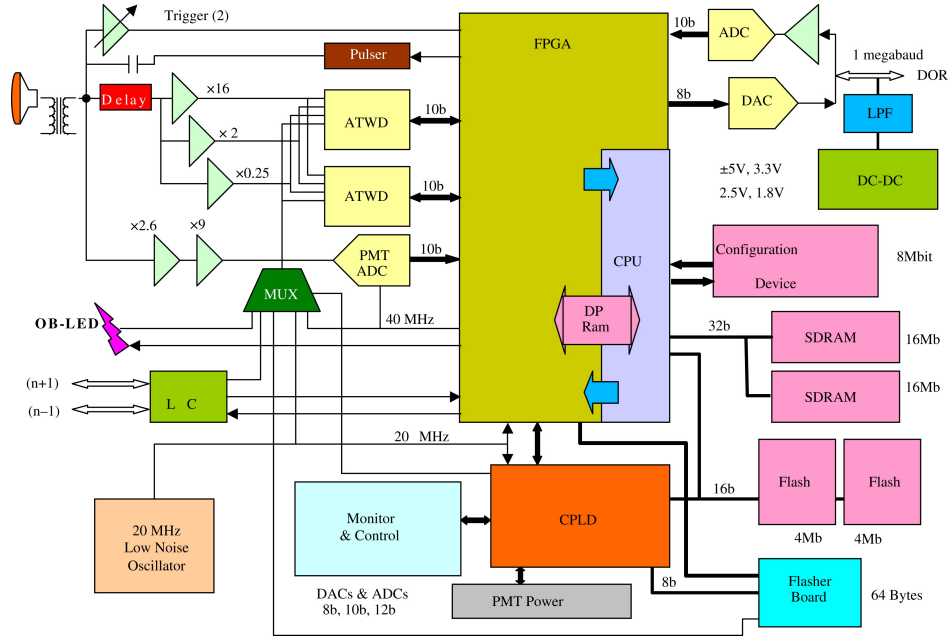 Trigger (2)
Pulser
Delay
×16
× 2
×0.25
×2.6
×9
ATWD
ATWD
PMT
ADC
10b
10b
10b
FPGA
CPU
DP
Ram
10b
8b
ADC
DAC
1 megabaud
DOR
LPF
DC-DC
±5V, 3.3V
2.5V, 1.8V
Configuration
Device
8Mbit
MUX
OB-LED
40 MHz
32b
SDRAM
16Mb
SDRAM
16Mb
(n+1)
(n−1)
L C
20 MHz
16b
Flash
Flash
4Mb
4Mb
20 MHz
Low Noise
Oscillator
Monitor
& Control
CPLD
DACs & ADCs
8b, 10b, 12b
PMT Power
8b
Flasher
Board
64 Bytes